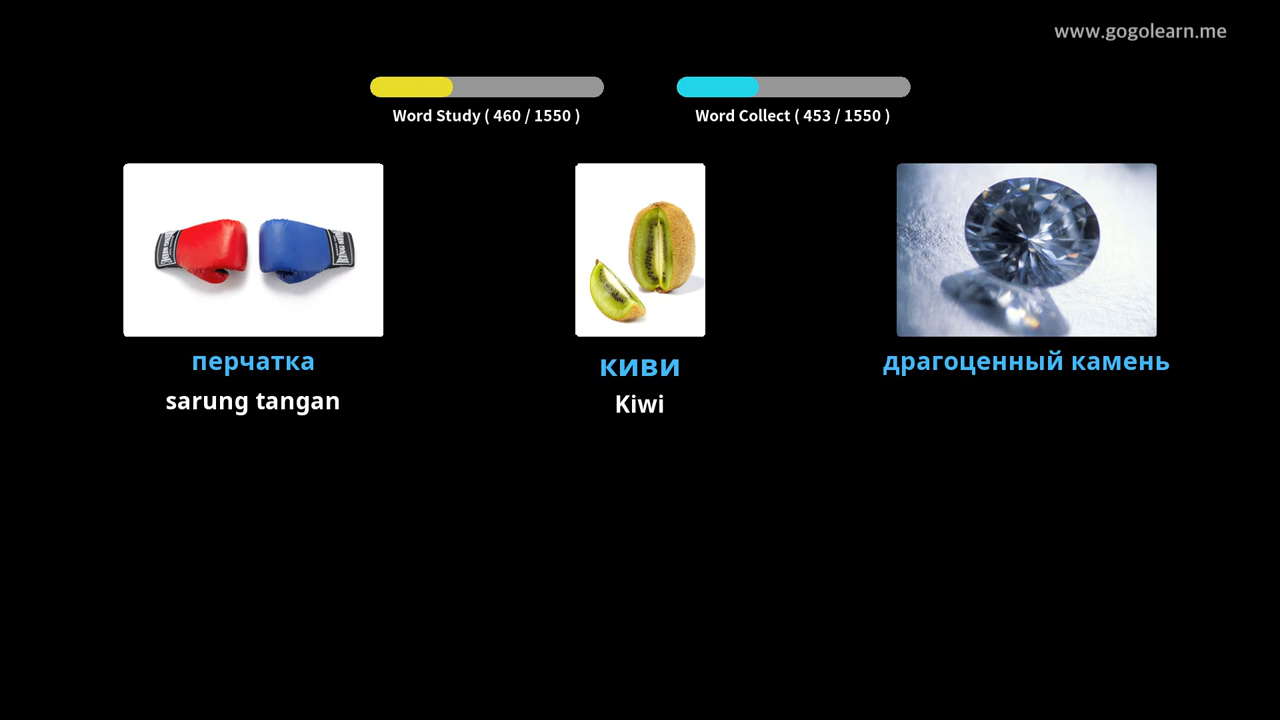 www.gogolearn.me
Word Study ( 460 / 1550 )
Word Collect ( 453 / 1550 )
перчатка
киви
драгоценный камень
sarung tangan
Kiwi